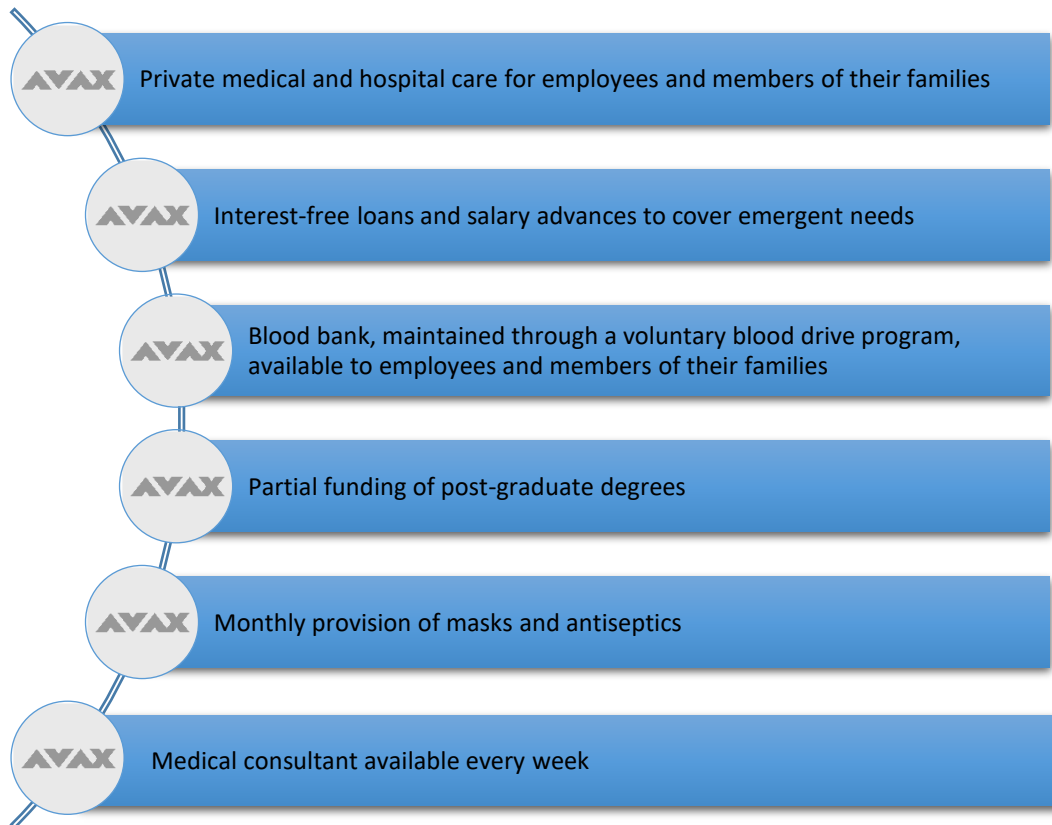 AVAX
Private medical and hospital care for employees and members of their families
AVAX
Interest-free loans and salary advances to cover emergent needs
AVAX
Blood bank, maintained through a voluntary blood drive program,
available to employees and members of their families
AVAX
Partial funding of post-graduate degrees
AVAX
Monthly provision of masks and antiseptics
AVAX
Medical consultant available every week